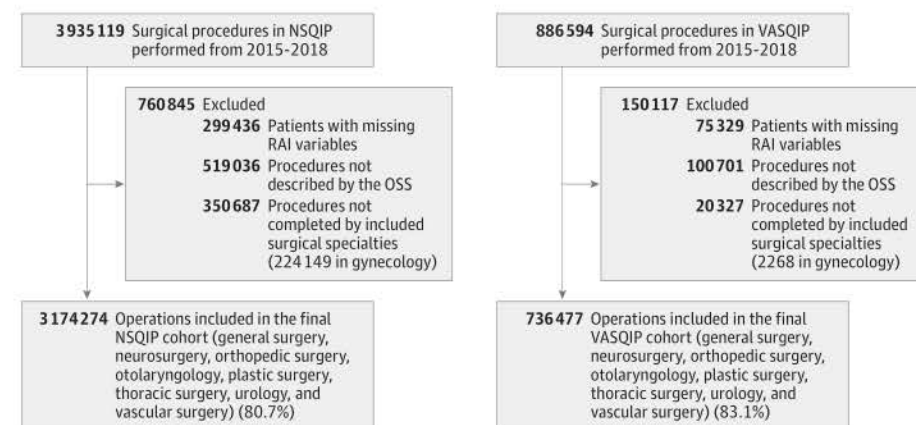 3935119 Surgical procedures in NSQIP
performed from 2015-2018
760845 Excluded
299436 Patients with missing
RAI variables
519036 Procedures not
described by the OSS
350687 Procedures not
completed by included
surgical specialties
(224149 in gynecology)
3174274 Operations included in the final
NSQIP cohort (general surgery,
neurosurgery, orthopedic surgery,
otolaryngology, plastic surgery,
thoracic surgery, urology, and
vascular surgery) (80.7%)
886594 Surgical procedures in VASQIP
performed from 2015-2018
150117 Excluded
75329 Patients with missing
RAI variables
100701 Procedures not
described by the OSS
20327 Procedures not
completed by included
surgical specialties
(2268 in gynecology)
736477 Operations included in the final
VASQIP cohort (general surgery,
neurosurgery, orthopedic surgery,
otolaryngology, plastic surgery,
thoracic surgery, urology, and
vascular surgery) (83.1%)